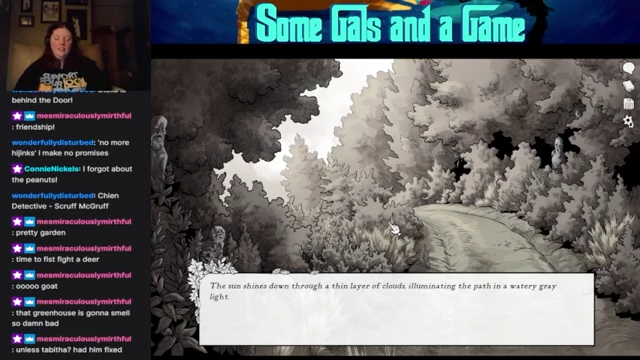 Some Gals and a Game
behind the Door!
mesmiraculouslymirthful
: friendship!
wonderfullydisturbed: 'no more
hijinks' i make no promises
ConnieNickels: I forgot about
the peanuts!
wonderfullydisturbed: Chien
Detective - Scruff McGruff
mesmiraculouslymirthful
: pretty garden
mesmiraculouslymirthful
: time to fist fight a deer
mesmiraculouslymirthful
: ooooo goat
mesmiraculouslymirthful
: that greenhouse is gonna smell
so damn bad
mesmiraculouslymirthful
: unless tabitha? had him fixed
The sun shines down through a thin layer of clouds, illuminating the path in a watery gray
light.